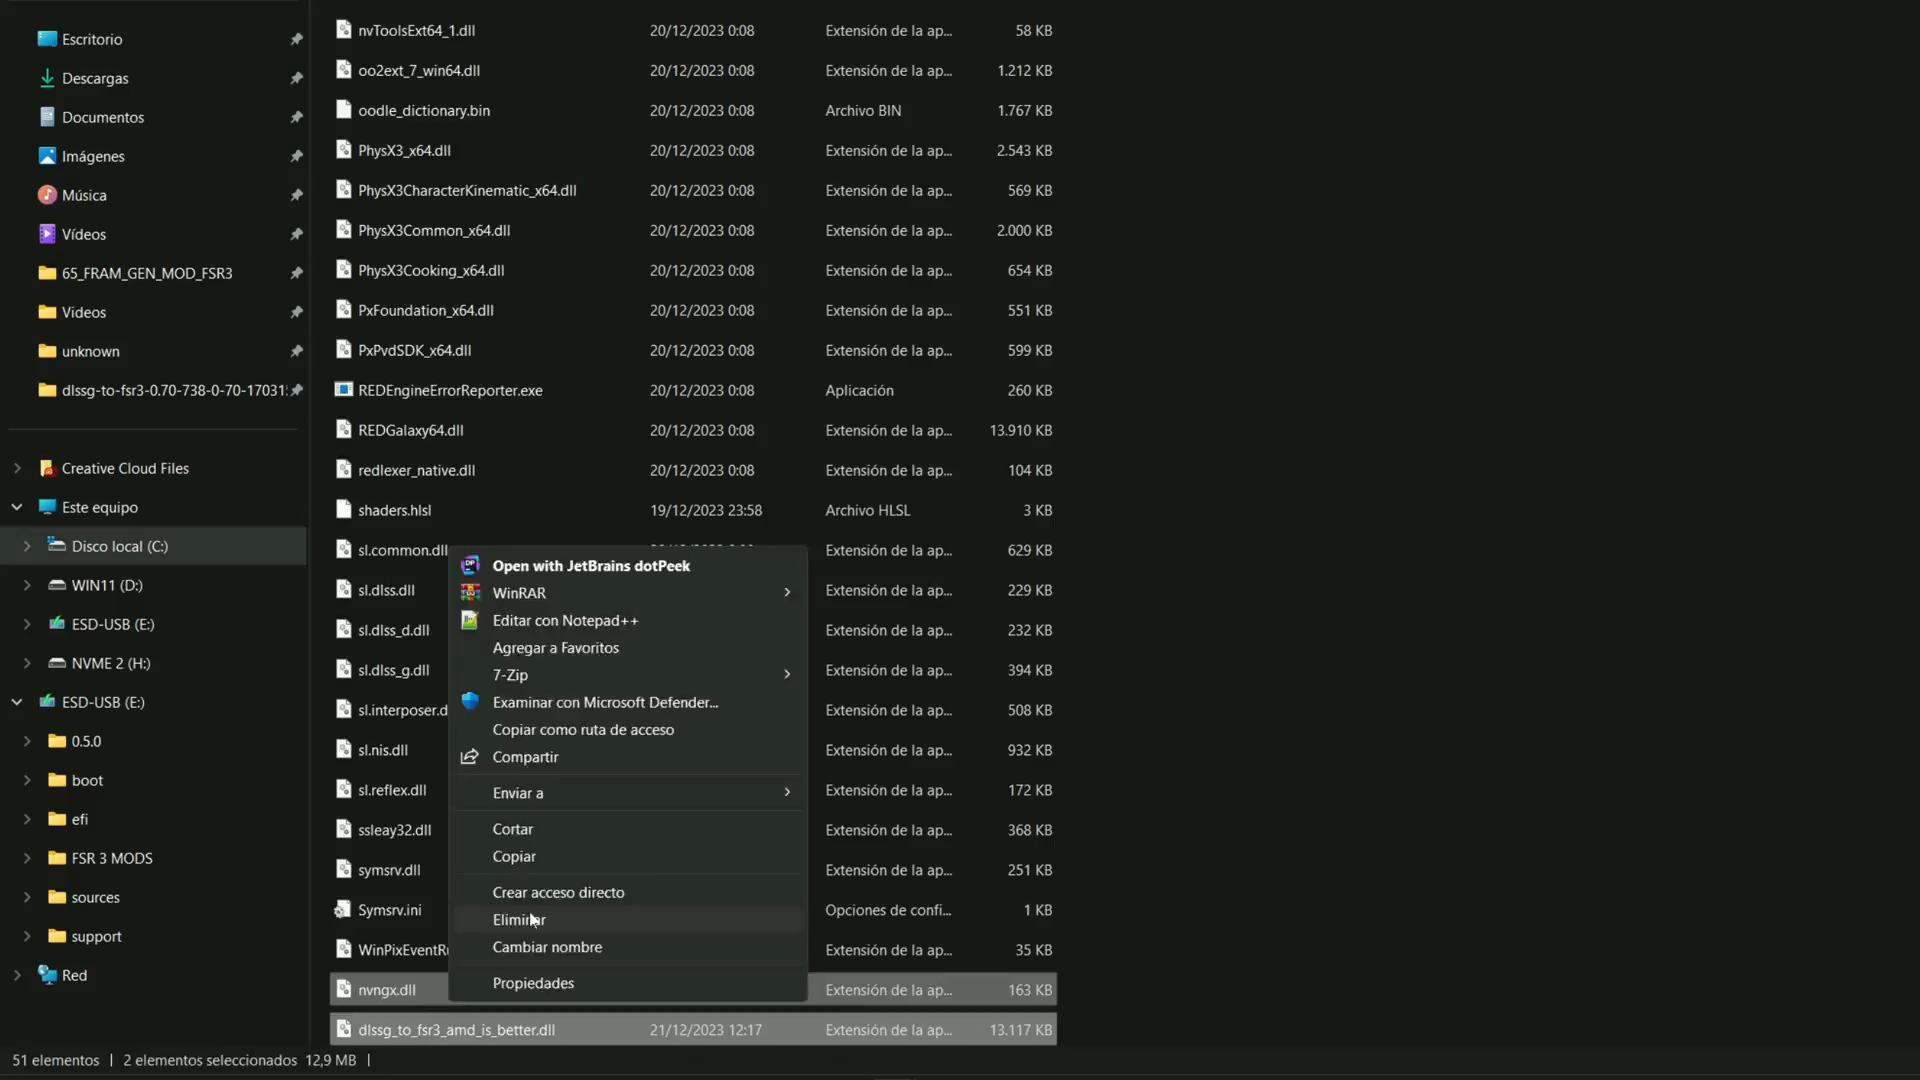 Escritorio
Descargas
Documentos
Imágenes
Música
Vídeos
65_FRAM_GEN_MOD_FSR3
Videos
unknown
dlssg-to-fsr3-0.70-738-0-70-17031
Creative Cloud Files
Este equipo
Disco local (C:)
WIN11 (D:)
ESD-USB (E:)
NVME 2 (H:)
ESD-USB (E:)
0.5.0
boot
efi
FSR 3 MODS
sources
support
Red
nvToolsExt64_1.dll 20/12/2023 0:08 Extensión de la ap... 58 KB
oo2ext_7_win64.dll 20/12/2023 0:08 Extensión de la ap... 1.212 KB
oodle_dictionary.bin 20/12/2023 0:08 Archivo BIN 1.767 KB
PhysX3_x64.dll 20/12/2023 0:08 Extensión de la ap... 2.543 KB
PhysX3CharacterKinematic_x64.dll 20/12/2023 0:08 Extensión de la ap... 569 KB
PhysX3Common_x64.dll 20/12/2023 0:08 Extensión de la ap... 2.000 KB
PhysX3Cooking_x64.dll 20/12/2023 0:08 Extensión de la ap... 654 KB
PxFoundation_x64.dll 20/12/2023 0:08 Extensión de la ap... 551 KB
PxPvdSDK_x64.dll 20/12/2023 0:08 Extensión de la ap... 599 KB
REDEngineErrorReporter.exe 20/12/2023 0:08 Aplicación 260 KB
REDGalaxy64.dll 20/12/2023 0:08 Extensión de la ap... 13.910 KB
redlexer_native.dll 20/12/2023 0:08 Extensión de la ap... 104 KB
shaders.hlsl 19/12/2023 23:58 Archivo HLSL 3 KB
sl.common.dll Extensión de la ap... 629 KB
sl.dlss.dll Extensión de la ap... 229 KB
sl.dlss_d.dll Extensión de la ap... 232 KB
sl.dlss_g.dll Extensión de la ap... 394 KB
sl.interposer.d Extensión de la ap... 508 KB
sl.nis.dll Extensión de la ap... 932 KB
sl.reflex.dll Extensión de la ap... 172 KB
ssleay32.dll Extensión de la ap... 368 KB
symsrv.dll Extensión de la ap... 251 KB
Symsrv.ini Opciones de confi... 1 KB
WinPixEventR Extensión de la ap... 35 KB
nvngx.dll Extensión de la ap... 163 KB
dlssg_to_fsr3_amd_is_better.dll 21/12/2023 12:17 Extensión de la ap... 13.117 KB
Open with JetBrains dotPeek
WinRAR
Editar con Notepad++
Agregar a Favoritos
7-Zip
Examinar con Microsoft Defender...
Copiar como ruta de acceso
Compartir
Enviar a
Cortar
Copiar
Crear acceso directo
Eliminar
Cambiar nombre
Propiedades
51 elementos | 2 elementos seleccionados 12,9 MB |